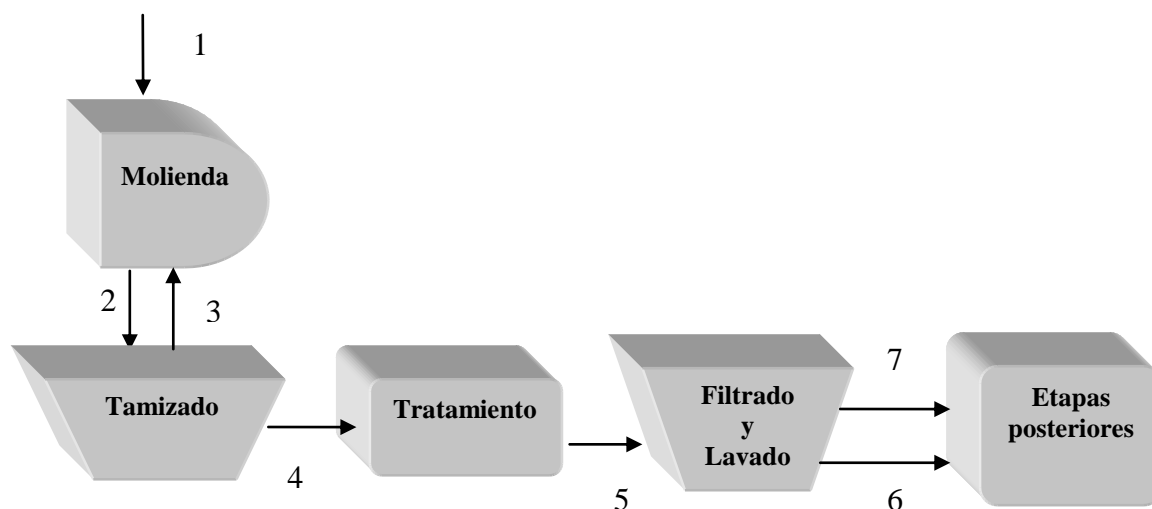 1
Molienda
2
3
Tamizado
4
Tratamiento
5
Filtrado
y
Lavado
7
6
Etapas
posteriores